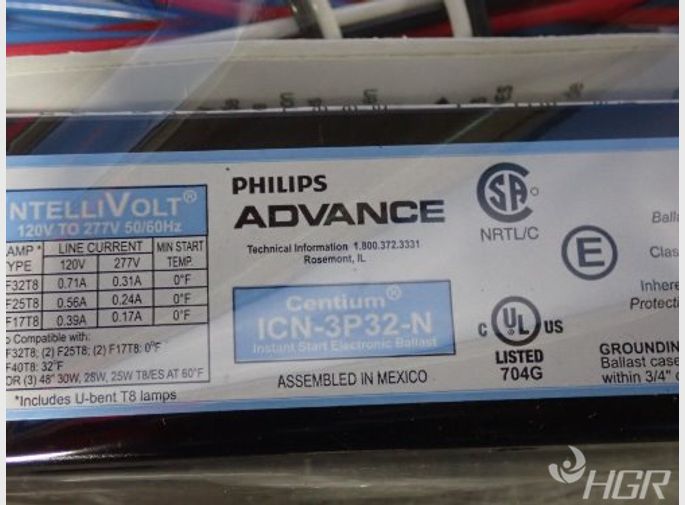 NTELLIVOLT®
120V TO 277V 50/60Hz
AMP * LINE CURRENT MIN START
YPE 120V 277V TEMP.
F32T8 0.71A 0.31A 0°F
F25T8 0.56A 0.24A 0°F
F17T8 0.39A 0.17A 0°F
o Compatible with:
F32T8; (2) F25T8; (2) F17T8: 0°F
F40T8: 32°F
OR (3) 48" 30W, 28W, 25W T8/ES AT 60°F
*Includes U-bent T8 lamps
PHILIPS
ADVANCE
Technical Information 1.800.372.3331
Rosemont, IL
Centium®
ICN-3P32-N
Instant Start Electronic Ballast
ASSEMBLED IN MEXICO
CSA
NRTL/C
E
C UL® US
LISTED
704G
Balla
Clas
Inhere
Protectio
GROUNDIN
Ballast case
within 3/4" o
HGR